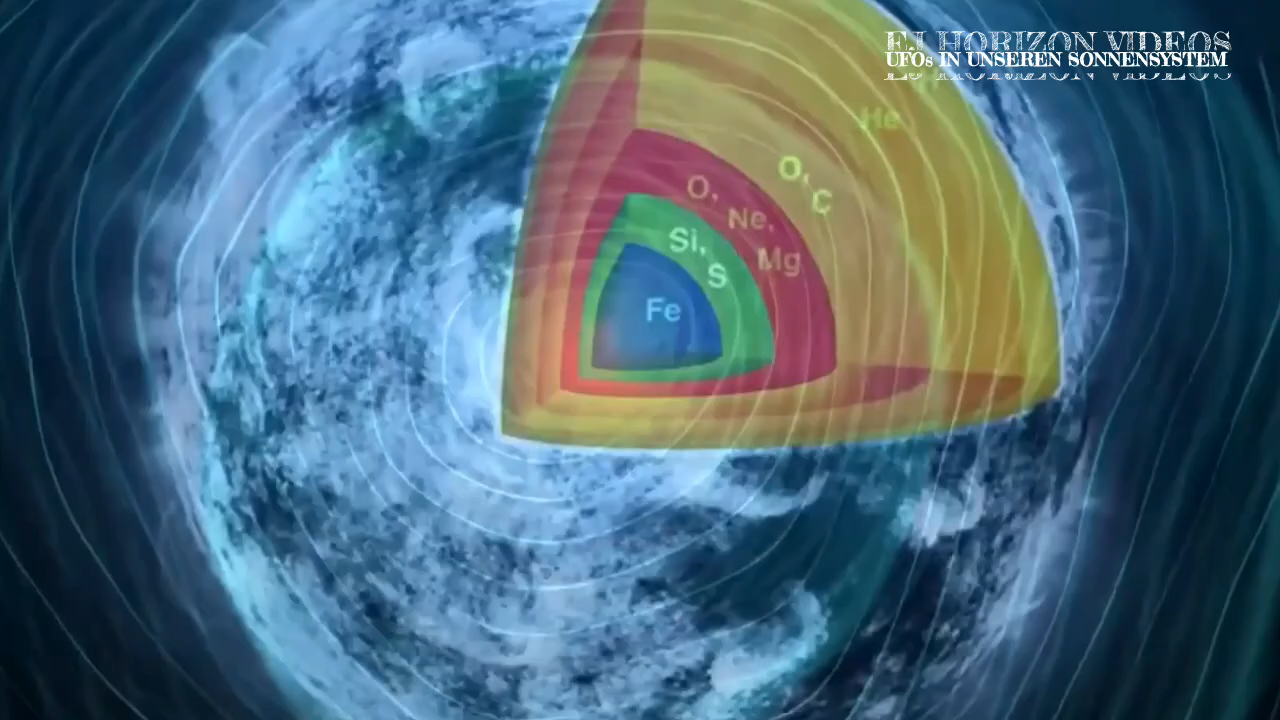 EJ HORIZON VIDEOS
UFOs IN UNSEREN SONNENSYSTEM
He
O, C
O, Ne, Mg
Si, S
Fe